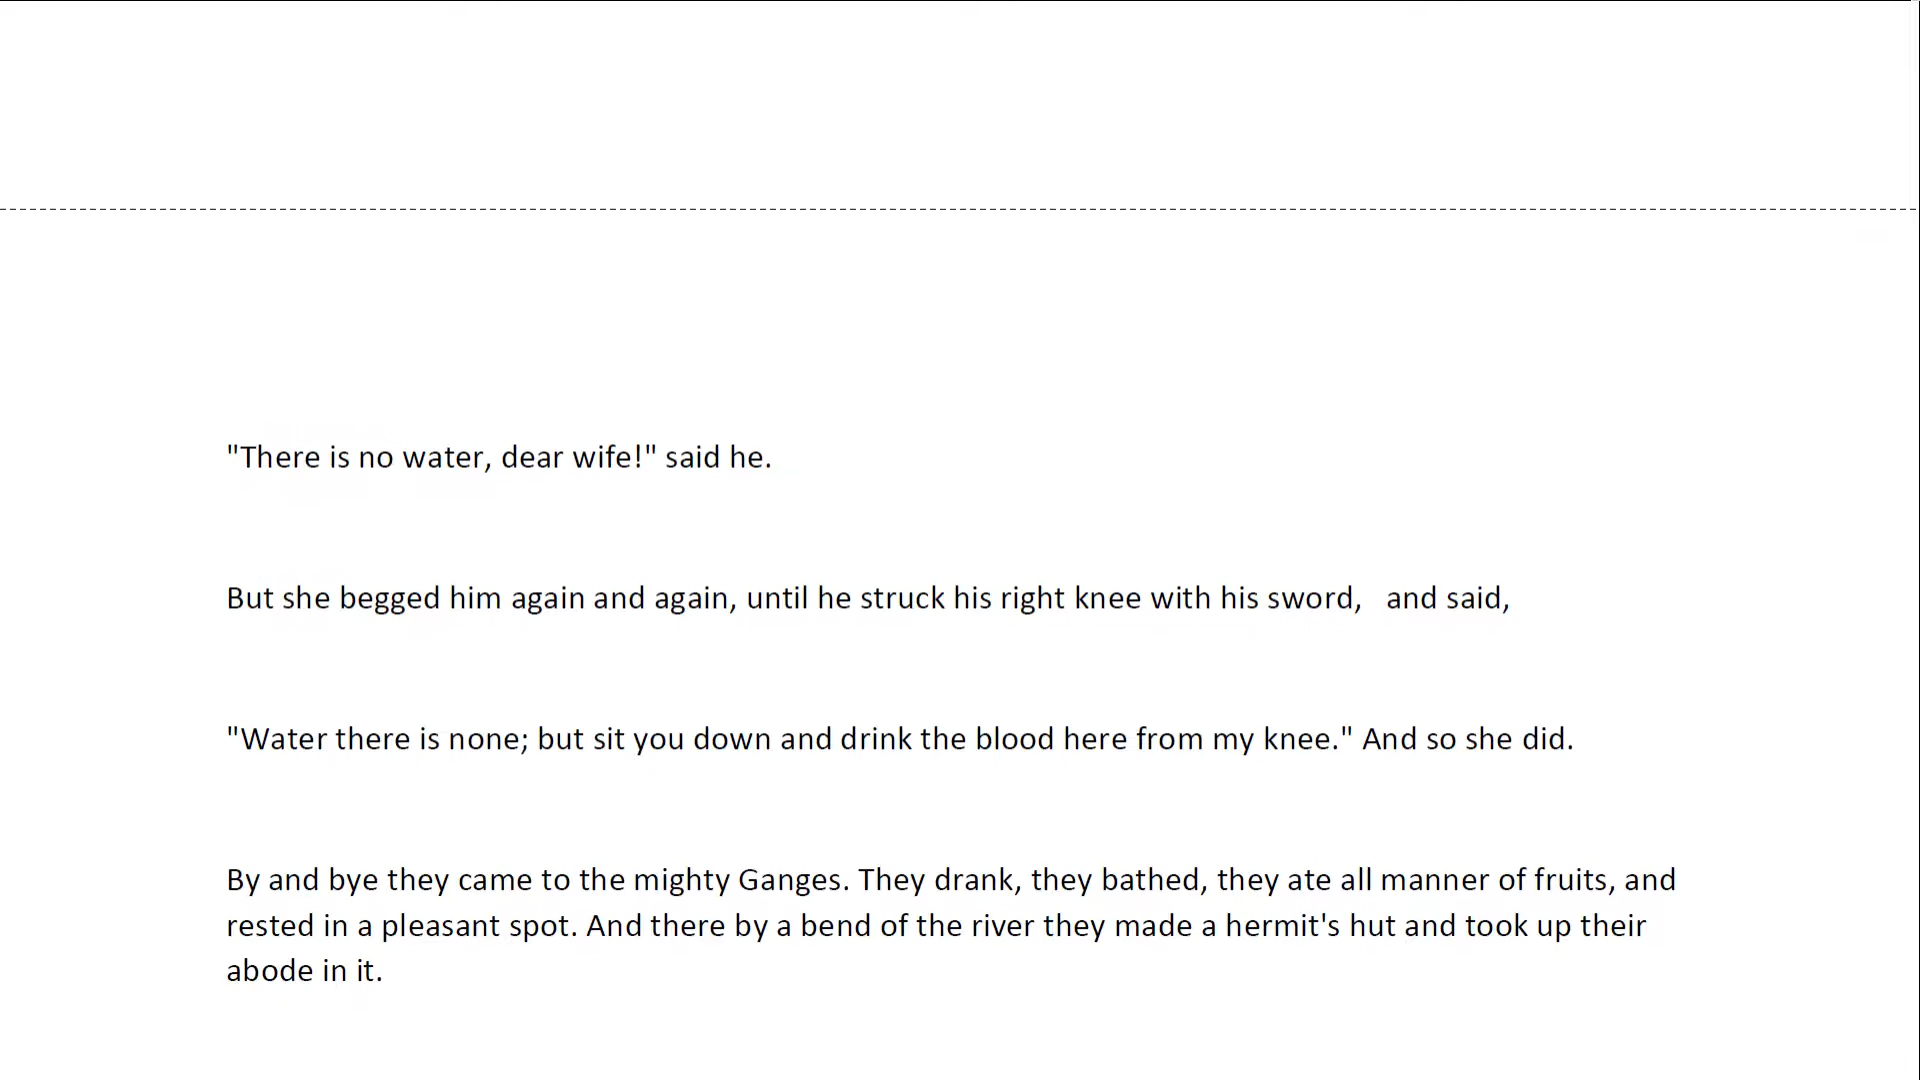 "There is no water, dear wife!" said he.
But she begged him again and again, until he struck his right knee with his sword,   and said,
"Water there is none; but sit you down and drink the blood here from my knee." And so she did.
By and bye they came to the mighty Ganges. They drank, they bathed, they ate all manner of fruits, and
rested in a pleasant spot. And there by a bend of the river they made a hermit's hut and took up their
abode in it.